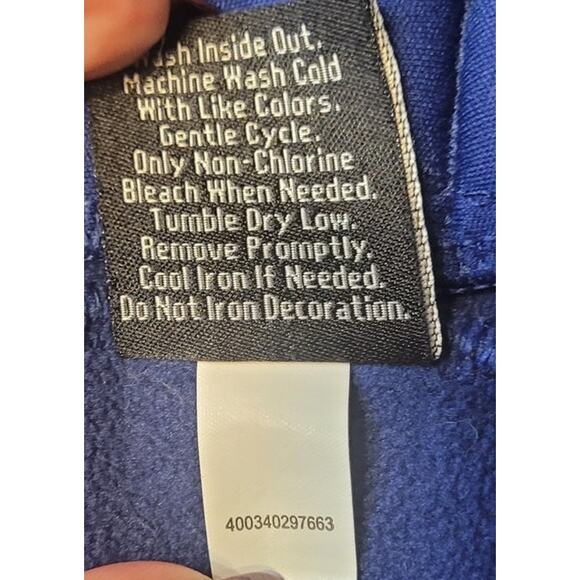 Wash Inside Out.
Machine Wash Cold
With Like Colors.
Gentle Cycle.
Only Non-Chlorine
Bleach When Needed.
Tumble Dry Low.
Remove Promptly.
Cool Iron If Needed.
Do Not Iron Decoration.
400340297663